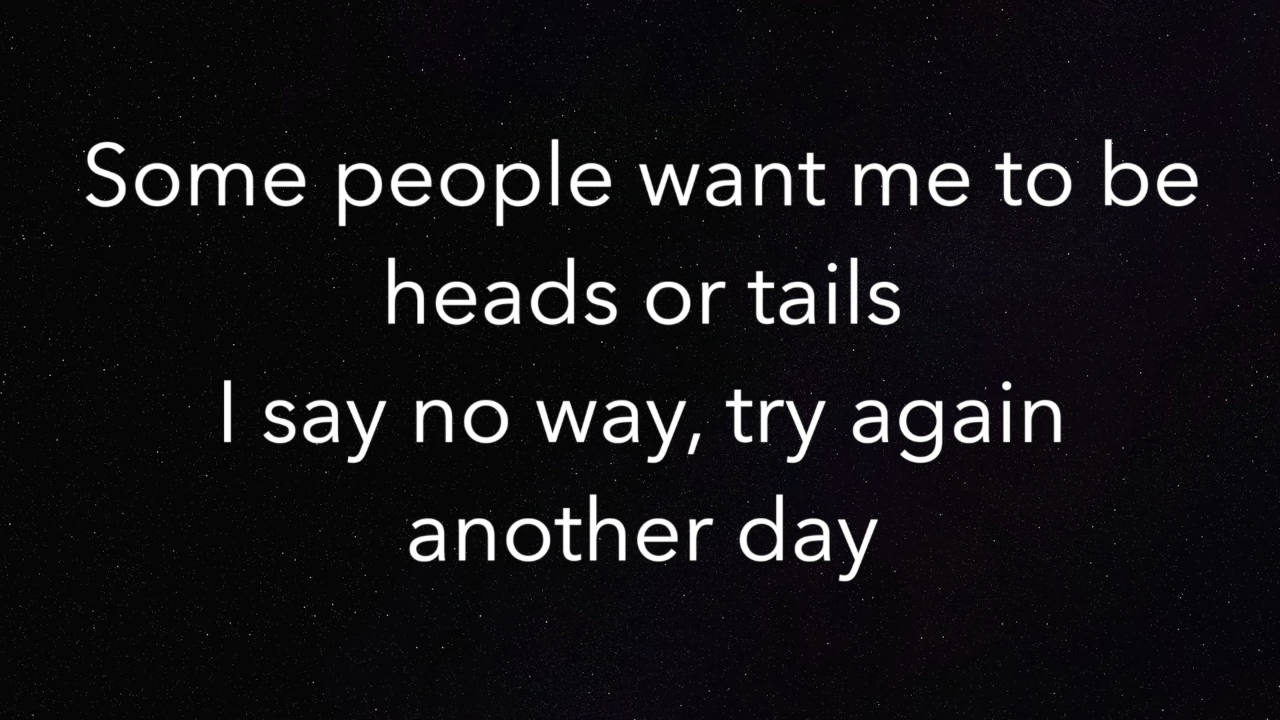 Some people want me to be
heads or tails
I say no way, try again
another day